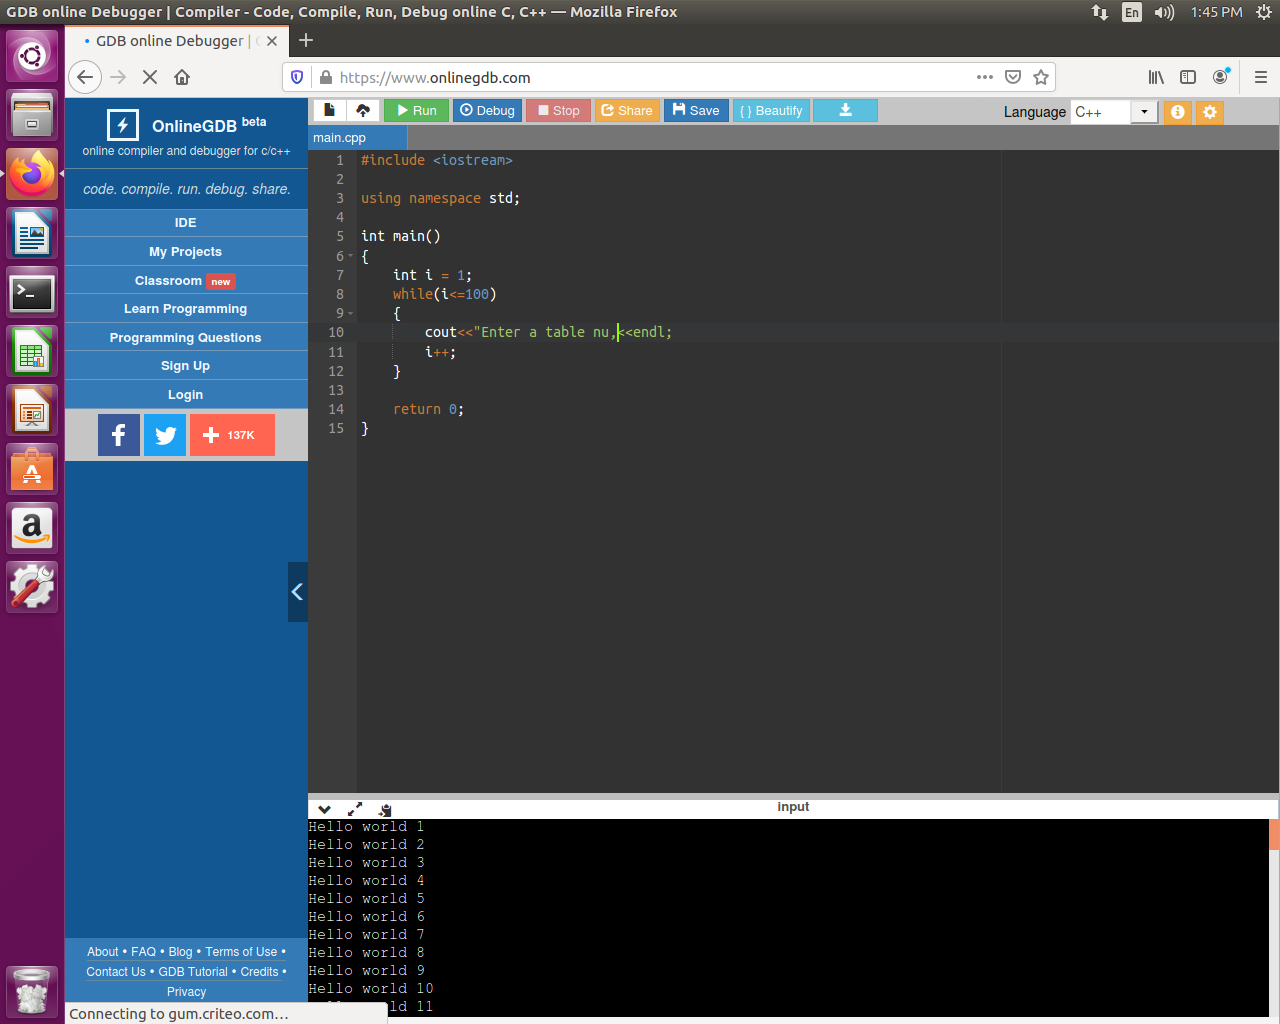 GDB online Debugger | Compiler - Code, Compile, Run, Debug online C, C++ — Mozilla Firefox
En
1:45 PM
GDB online Debugger |
https://www.onlinegdb.com
OnlineGDB beta
online compiler and debugger for c/c++
code. compile. run. debug. share.
IDE
My Projects
Classroom new
Learn Programming
Programming Questions
Sign Up
Login
137K
Run
Debug
Stop
Share
Save
{ } Beautify
Language C++
main.cpp
1 #include <iostream>
2
3 using namespace std;
4
5 int main()
6 {
7 int i = 1;
8 while(i<=100)
9 {
10 cout<<"Enter a table nu,<<endl;
11 i++;
12 }
13
14 return 0;
15 }
input
Hello world 1
Hello world 2
Hello world 3
Hello world 4
Hello world 5
Hello world 6
Hello world 7
Hello world 8
Hello world 9
Hello world 10
ld 11
About • FAQ • Blog • Terms of Use •
Contact Us • GDB Tutorial • Credits •
Privacy
Connecting to gum.criteo.com…